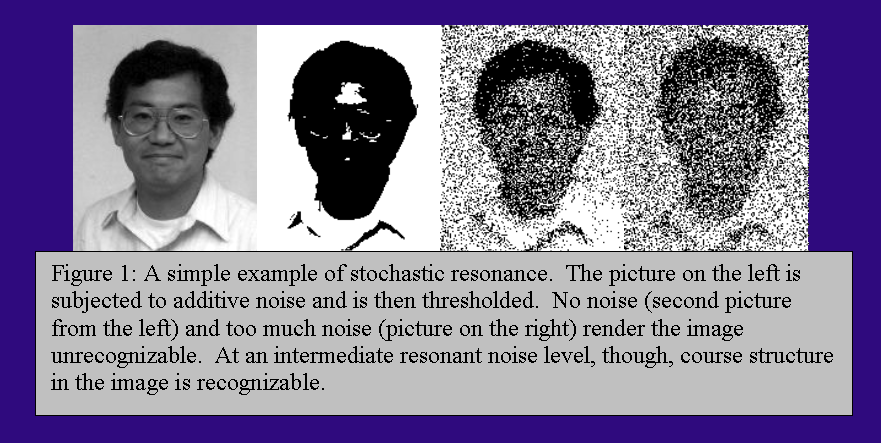 Figure 1: A simple example of stochastic resonance.  The picture on the left is
subjected to additive noise and is then thresholded.  No noise (second picture
from the left) and too much noise (picture on the right) render the image
unrecognizable.  At an intermediate resonant noise level, though, course structure
in the image is recognizable.